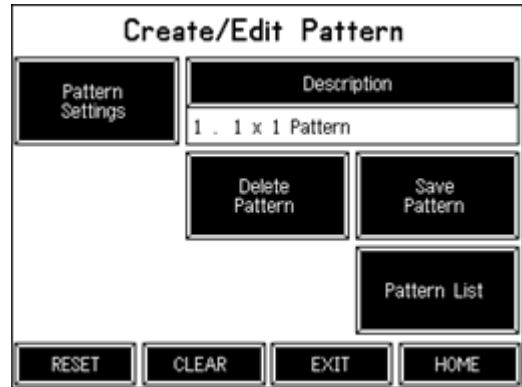 Create/Edit Pattern
Pattern
Settings
Description
1 . 1 x 1 Pattern
Delete
Pattern
Save
Pattern
Pattern List
RESET
CLEAR
EXIT
HOME